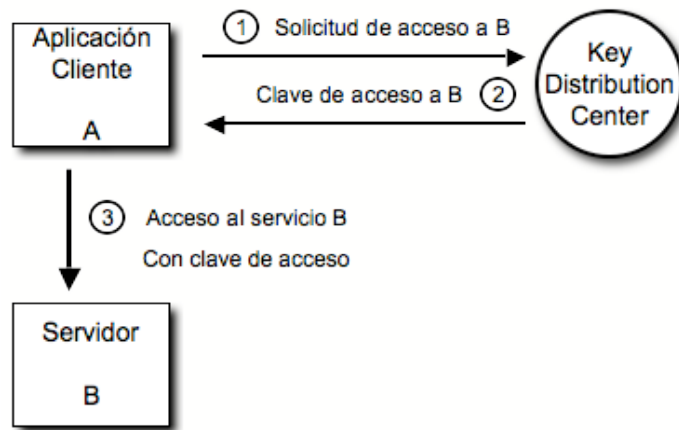 Aplicación
Cliente
A
1 Solicitud de acceso a B
Key
Distribution
Center
Clave de acceso a B 2
3 Acceso al servicio B
Con clave de acceso
Servidor
B